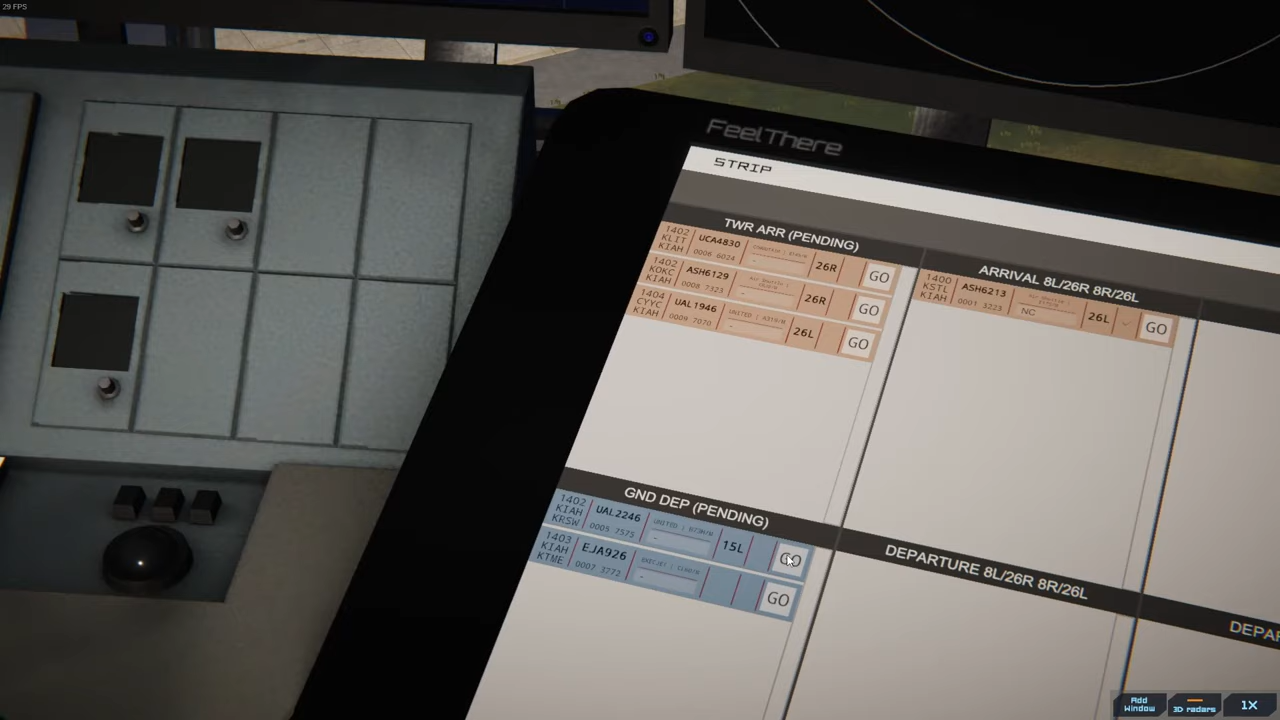 29 FPS
FeelThere
STRIP
TWR ARR (PENDING)
1402
KLIT
KIAH
UCA4830
0006 6024
-
26R
GO
1402
KOKC
KIAH
ASH6129
0008 7323
-
26R
GO
1404
CYYC
KIAH
UAL1946
0009 7070
UNITED | A319/M
-
26L
GO
ARRIVAL 8L/26R 8R/26L
1400
KSTL
KIAH
ASH6213
0001 3223
NC
26L
GO
GND DEP (PENDING)
1402
KIAH
KRSW
UAL2246
0005 7575
-
15L
GO
1403
KIAH
KTME
EJA926
0007 3772
-
GO
DEPARTURE 8L/26R 8R/26L
DEPAR
Add
Window
3D radars
1X